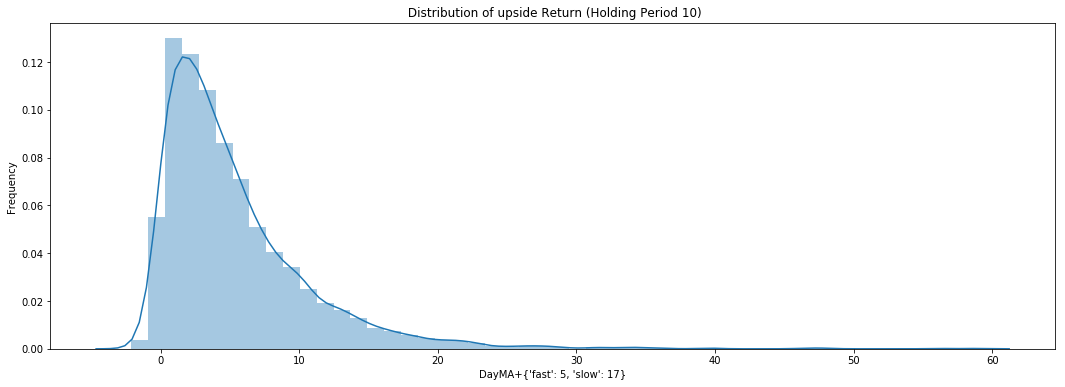 Distribution of upside Return (Holding Period 10)
Frequency
0.12
0.10
0.08
0.06
0.04
0.02
0.00
0 10 20 30 40 50 60
DayMA+{'fast': 5, 'slow': 17}